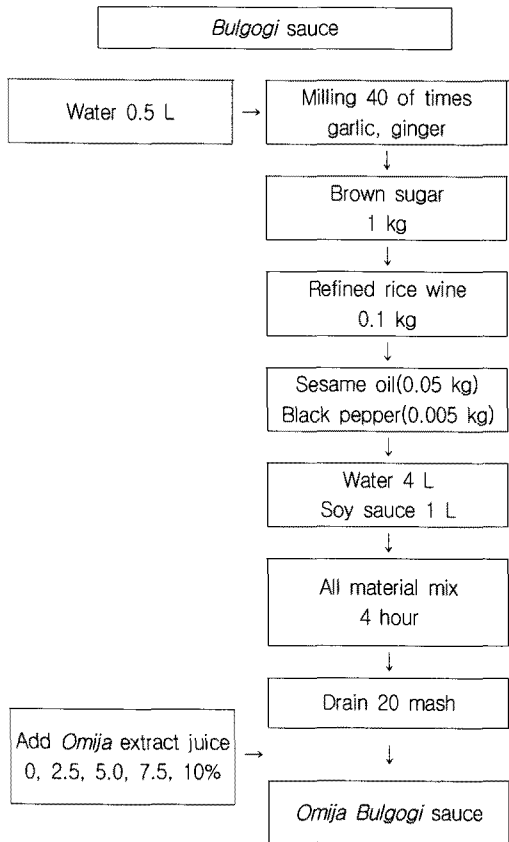 Bulgogi sauce
Water 0.5 L
Milling 40 of times
garlic, ginger
Brown sugar
1 kg
Refined rice wine
0.1 kg
Sesame oil(0.05 kg)
Black pepper(0.005 kg)
Water 4 L
Soy sauce 1 L
All material mix
4 hour
Drain 20 mash
Add Omija extract juice
0, 2.5, 5.0, 7.5, 10%
Omija Bulgogi sauce